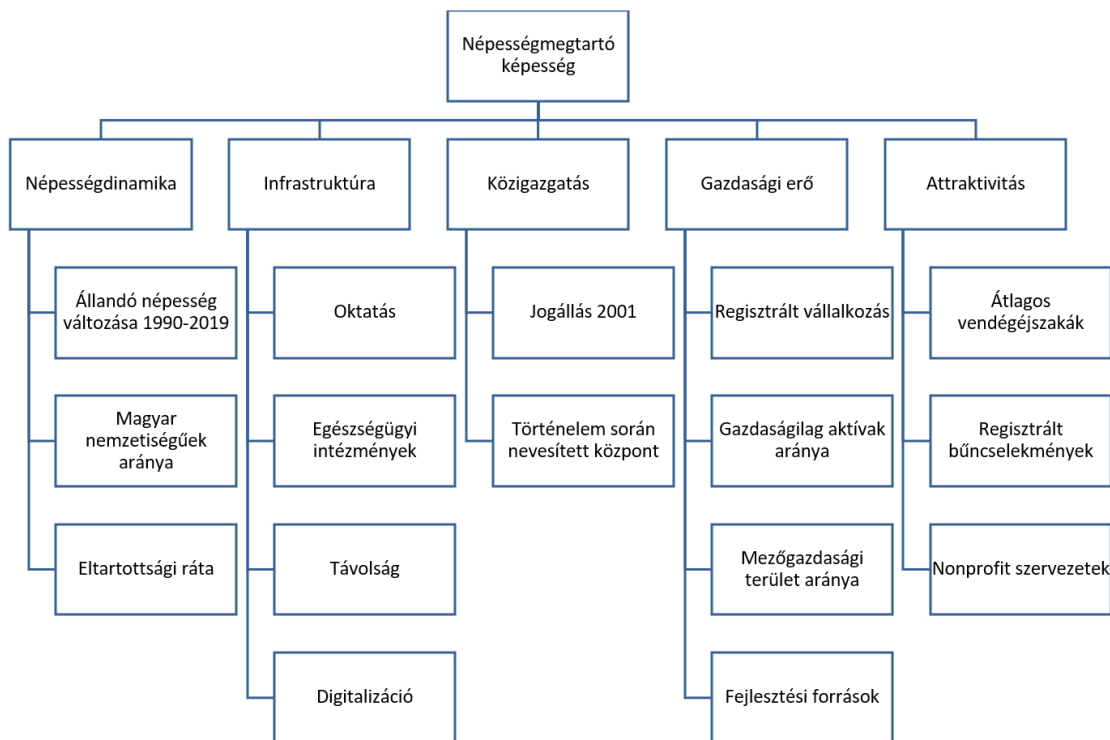 Népességmegtartó
képesség
Népességdinamika
Infrastruktúra
Közigazgatás
Gazdasági erő
Attraktivitás
Állandó népesség
változása 1990-2019
Oktatás
Jogállás 2001
Regisztrált vállalkozás
Átlagos
vendégéjszakák
Magyar
nemzetiségűek
aránya
Egészségügyi
intézmények
Történelem során
nevesített központ
Gazdaságilag aktívak
aránya
Regisztrált
bűncselekmények
Eltartottsági ráta
Távolság
Mezőgazdasági
terület aránya
Nonprofit szervezetek
Digitalizáció
Fejlesztési források